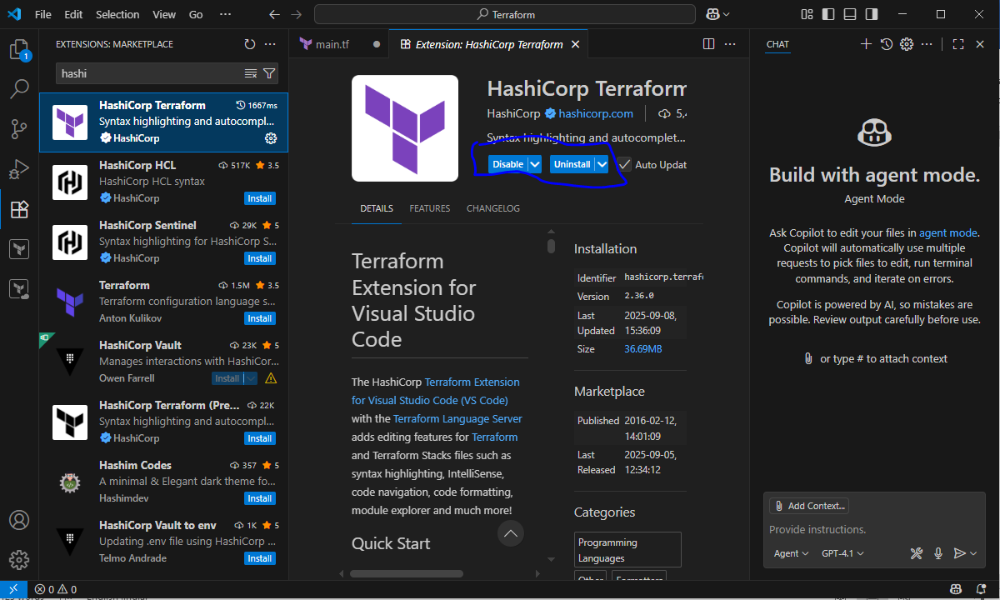 File Edit Selection View Go ···
Terraform
EXTENSIONS: MARKETPLACE
hashi
1
HashiCorp Terraform 1667ms
Syntax highlighting and autocompl...
HashiCorp
HashiCorp HCL 517K 3.5
HashiCorp HCL syntax
HashiCorp Install
HashiCorp Sentinel 29K 5
Syntax highlighting for HashiCorp S...
HashiCorp Install
Terraform 1.5M 3.5
Terraform configuration language s...
Anton Kulikov Install
HashiCorp Vault 23K 5
Manages interactions with HashiCor...
Owen Farrell Install
HashiCorp Terraform (Pre... 22K
Syntax highlighting and autocompl...
HashiCorp Install
Hashim Codes 357 5
A minimal & Elegant dark theme fo...
Hashimdev Install
HashiCorp Vault to env 1K 5
Updating .env file using HashiCorp ...
Telmo Andrade Install
main.tf
Extension: HashiCorp Terraform
HashiCorp Terraform
HashiCorp hashicorp.com 5,
Syntax highlighting and autocomplet...
Disable Uninstall Auto Updat
DETAILS FEATURES CHANGELOG
Terraform
Extension for
Visual Studio
Code
The HashiCorp Terraform Extension
for Visual Studio Code (VS Code)
with the Terraform Language Server
adds editing features for Terraform
and Terraform Stacks files such as
syntax highlighting, IntelliSense,
code navigation, code formatting,
module explorer and much more!
Quick Start
Installation
Identifier hashicorp.terrafo
Version 2.36.0
Last Updated 2025-09-08, 15:36:09
Size 36.69MB
Marketplace
Published 2016-02-12, 14:01:09
Last Released 2025-09-05, 12:34:12
Categories
Programming
Languages
Other Formatters
CHAT
Build with agent mode.
Agent Mode
Ask Copilot to edit your files in agent mode.
Copilot will automatically use multiple
requests to pick files to edit, run terminal
commands, and iterate on errors.
Copilot is powered by AI, so mistakes are
possible. Review output carefully before use.
or type # to attach context
Add Context...
Provide instructions.
Agent GPT-4.1
0 0